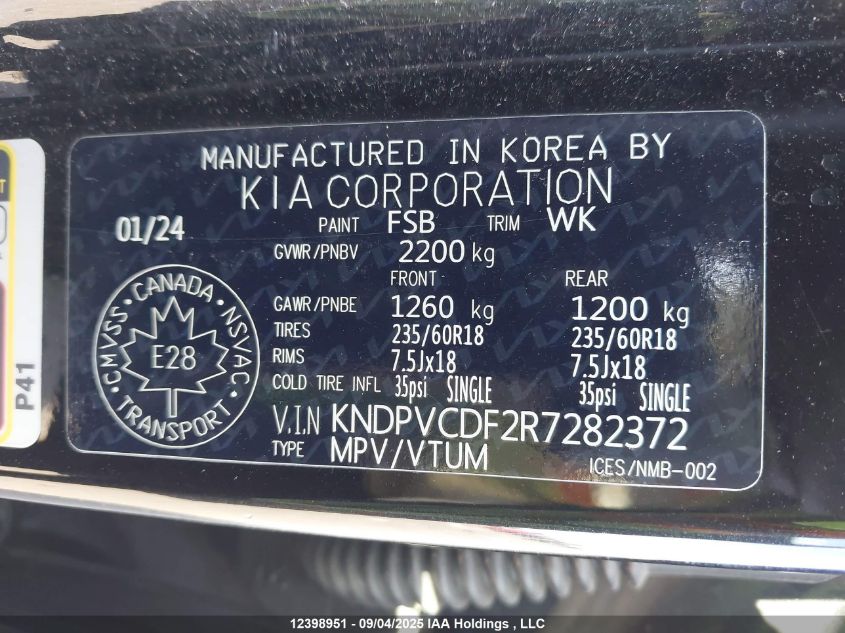 MANUFACTURED IN KOREA BY
KIA CORPORATION
01/24 PAINT FSB TRIM WK
GVWR/PNBV 2200 kg
FRONT REAR
GAWR/PNBE 1260 kg 1200 kg
TIRES 235/60R18 235/60R18
RIMS 7.5Jx18 7.5Jx18
COLD TIRE INFL 35psi SINGLE 35psi SINGLE
V.I.N KNDPVCDF2R7282372
TYPE MPV/VTUM
ICES/NMB-002
CMVSS • CANADA • NSVAC • TRANSPORT •
E28
P41
12398951 - 09/04/2025 IAA Holdings , LLC